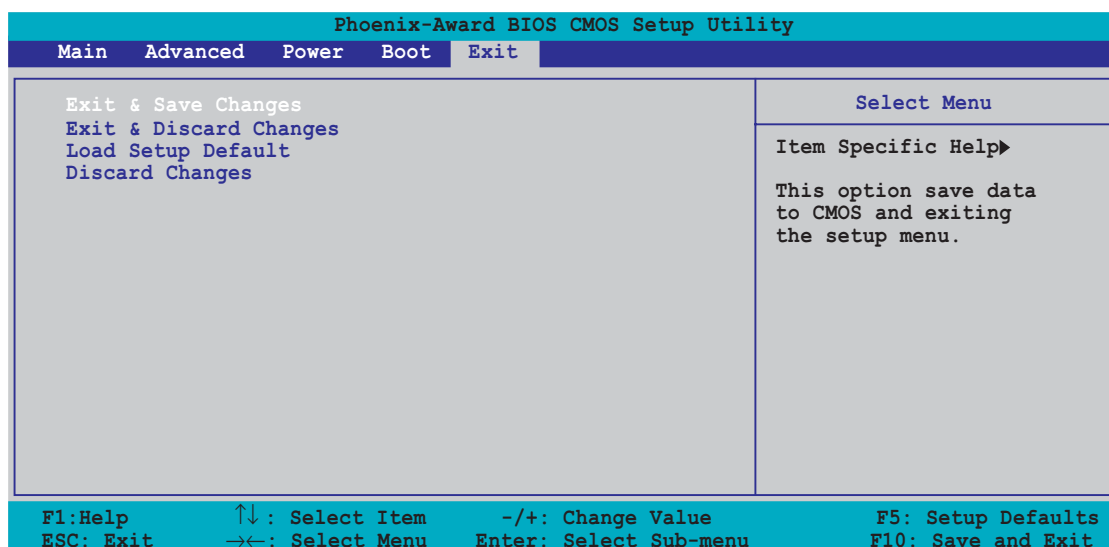 Phoenix-Award BIOS CMOS Setup Utility
Main Advanced Power Boot Exit
Exit & Save Changes
Exit & Discard Changes
Load Setup Default
Discard Changes
Select Menu
Item Specific Help▶
This option save data
to CMOS and exiting
the setup menu.
F1:Help ↑↓ : Select Item -/+: Change Value F5: Setup Defaults
ESC: Exit →←: Select Menu Enter: Select Sub-menu F10: Save and Exit